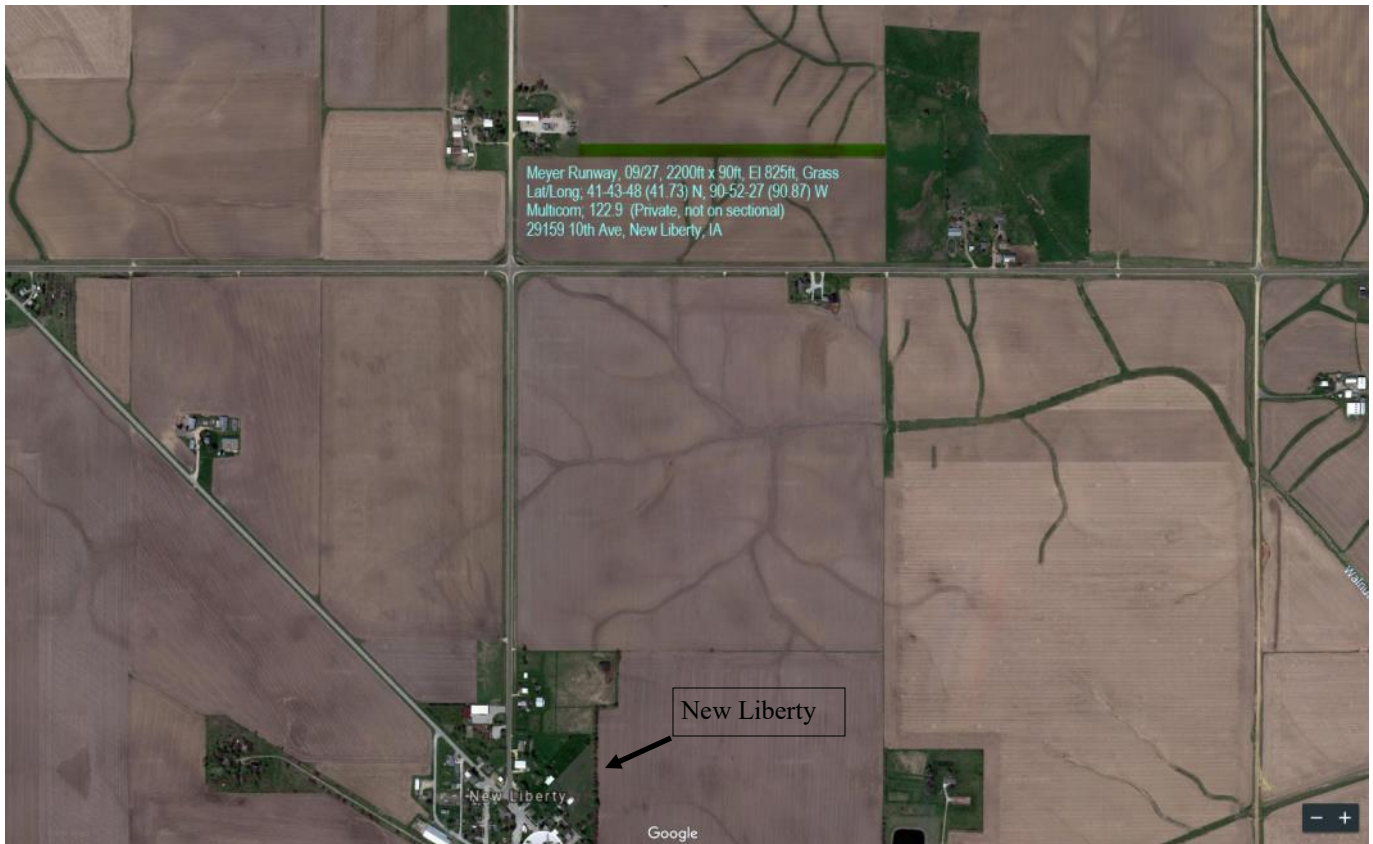 Meyer Runway, 09/27, 2200ft x 90ft, El 825ft, Grass
Lat/Long; 41-43-48 (41.73) N, 90-52-27 (90.87) W
Multicom; 122.9 (Private, not on sectional)
29159 10th Ave, New Liberty, IA
New Liberty
New Liberty
Google